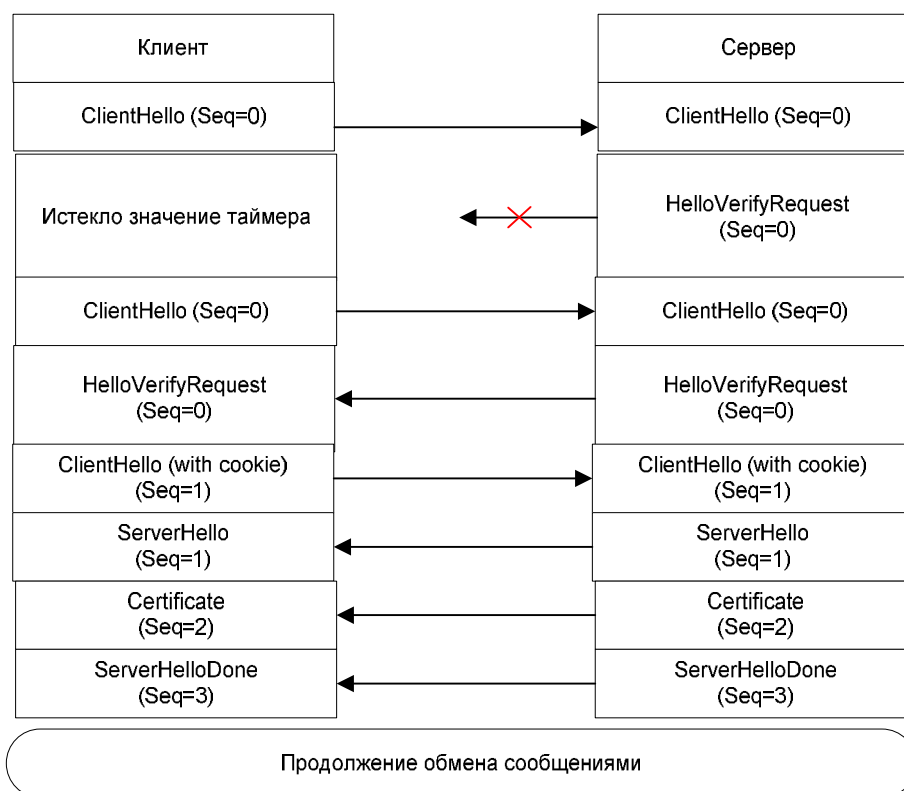 Клиент
Сервер
ClientHello (Seq=0)
ClientHello (Seq=0)
Истекло значение таймера
HelloVerifyRequest
(Seq=0)
ClientHello (Seq=0)
ClientHello (Seq=0)
HelloVerifyRequest
(Seq=0)
HelloVerifyRequest
(Seq=0)
ClientHello (with cookie)
(Seq=1)
ClientHello (with cookie)
(Seq=1)
ServerHello
(Seq=1)
ServerHello
(Seq=1)
Certificate
(Seq=2)
Certificate
(Seq=2)
ServerHelloDone
(Seq=3)
ServerHelloDone
(Seq=3)
Продолжение обмена сообщениями